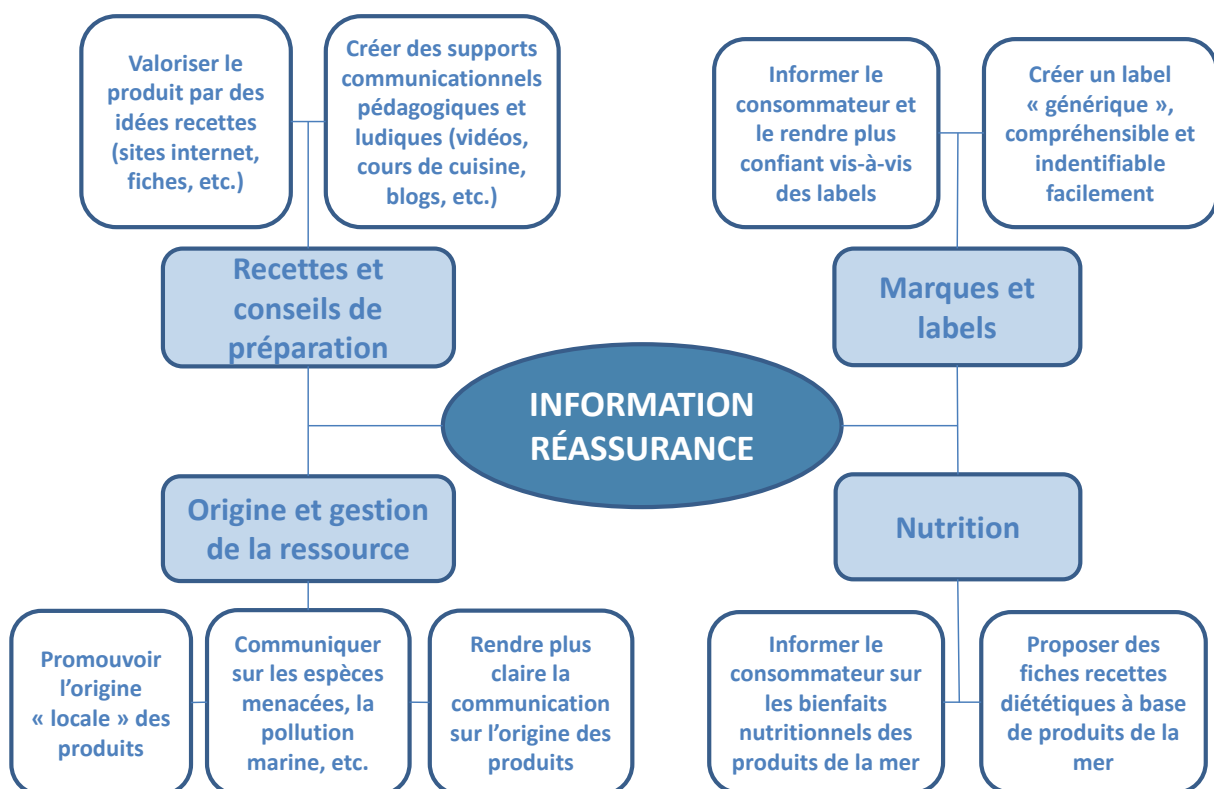 Valoriser le
produit par des
idées recettes
(sites internet,
fiches, etc.)
Créer des supports
communicationnels
pédagogiques et
ludiques (vidéos,
cours de cuisine,
blogs, etc.)
Informer le
consommateur et
le rendre plus
confiant vis-à-vis
des labels
Créer un label
« générique »,
compréhensible et
indentifiable
facilement
Recettes et
conseils de
préparation
Marques et
labels
INFORMATION
RÉASSURANCE
Origine et gestion
de la ressource
Nutrition
Promouvoir
l’origine
« locale » des
produits
Communiquer
sur les espèces
menacées, la
pollution
marine, etc.
Rendre plus
claire la
communication
sur l’origine des
produits
Informer le
consommateur sur
les bienfaits
nutritionnels des
produits de la mer
Proposer des
fiches recettes
diététiques à base
de produits de la
mer